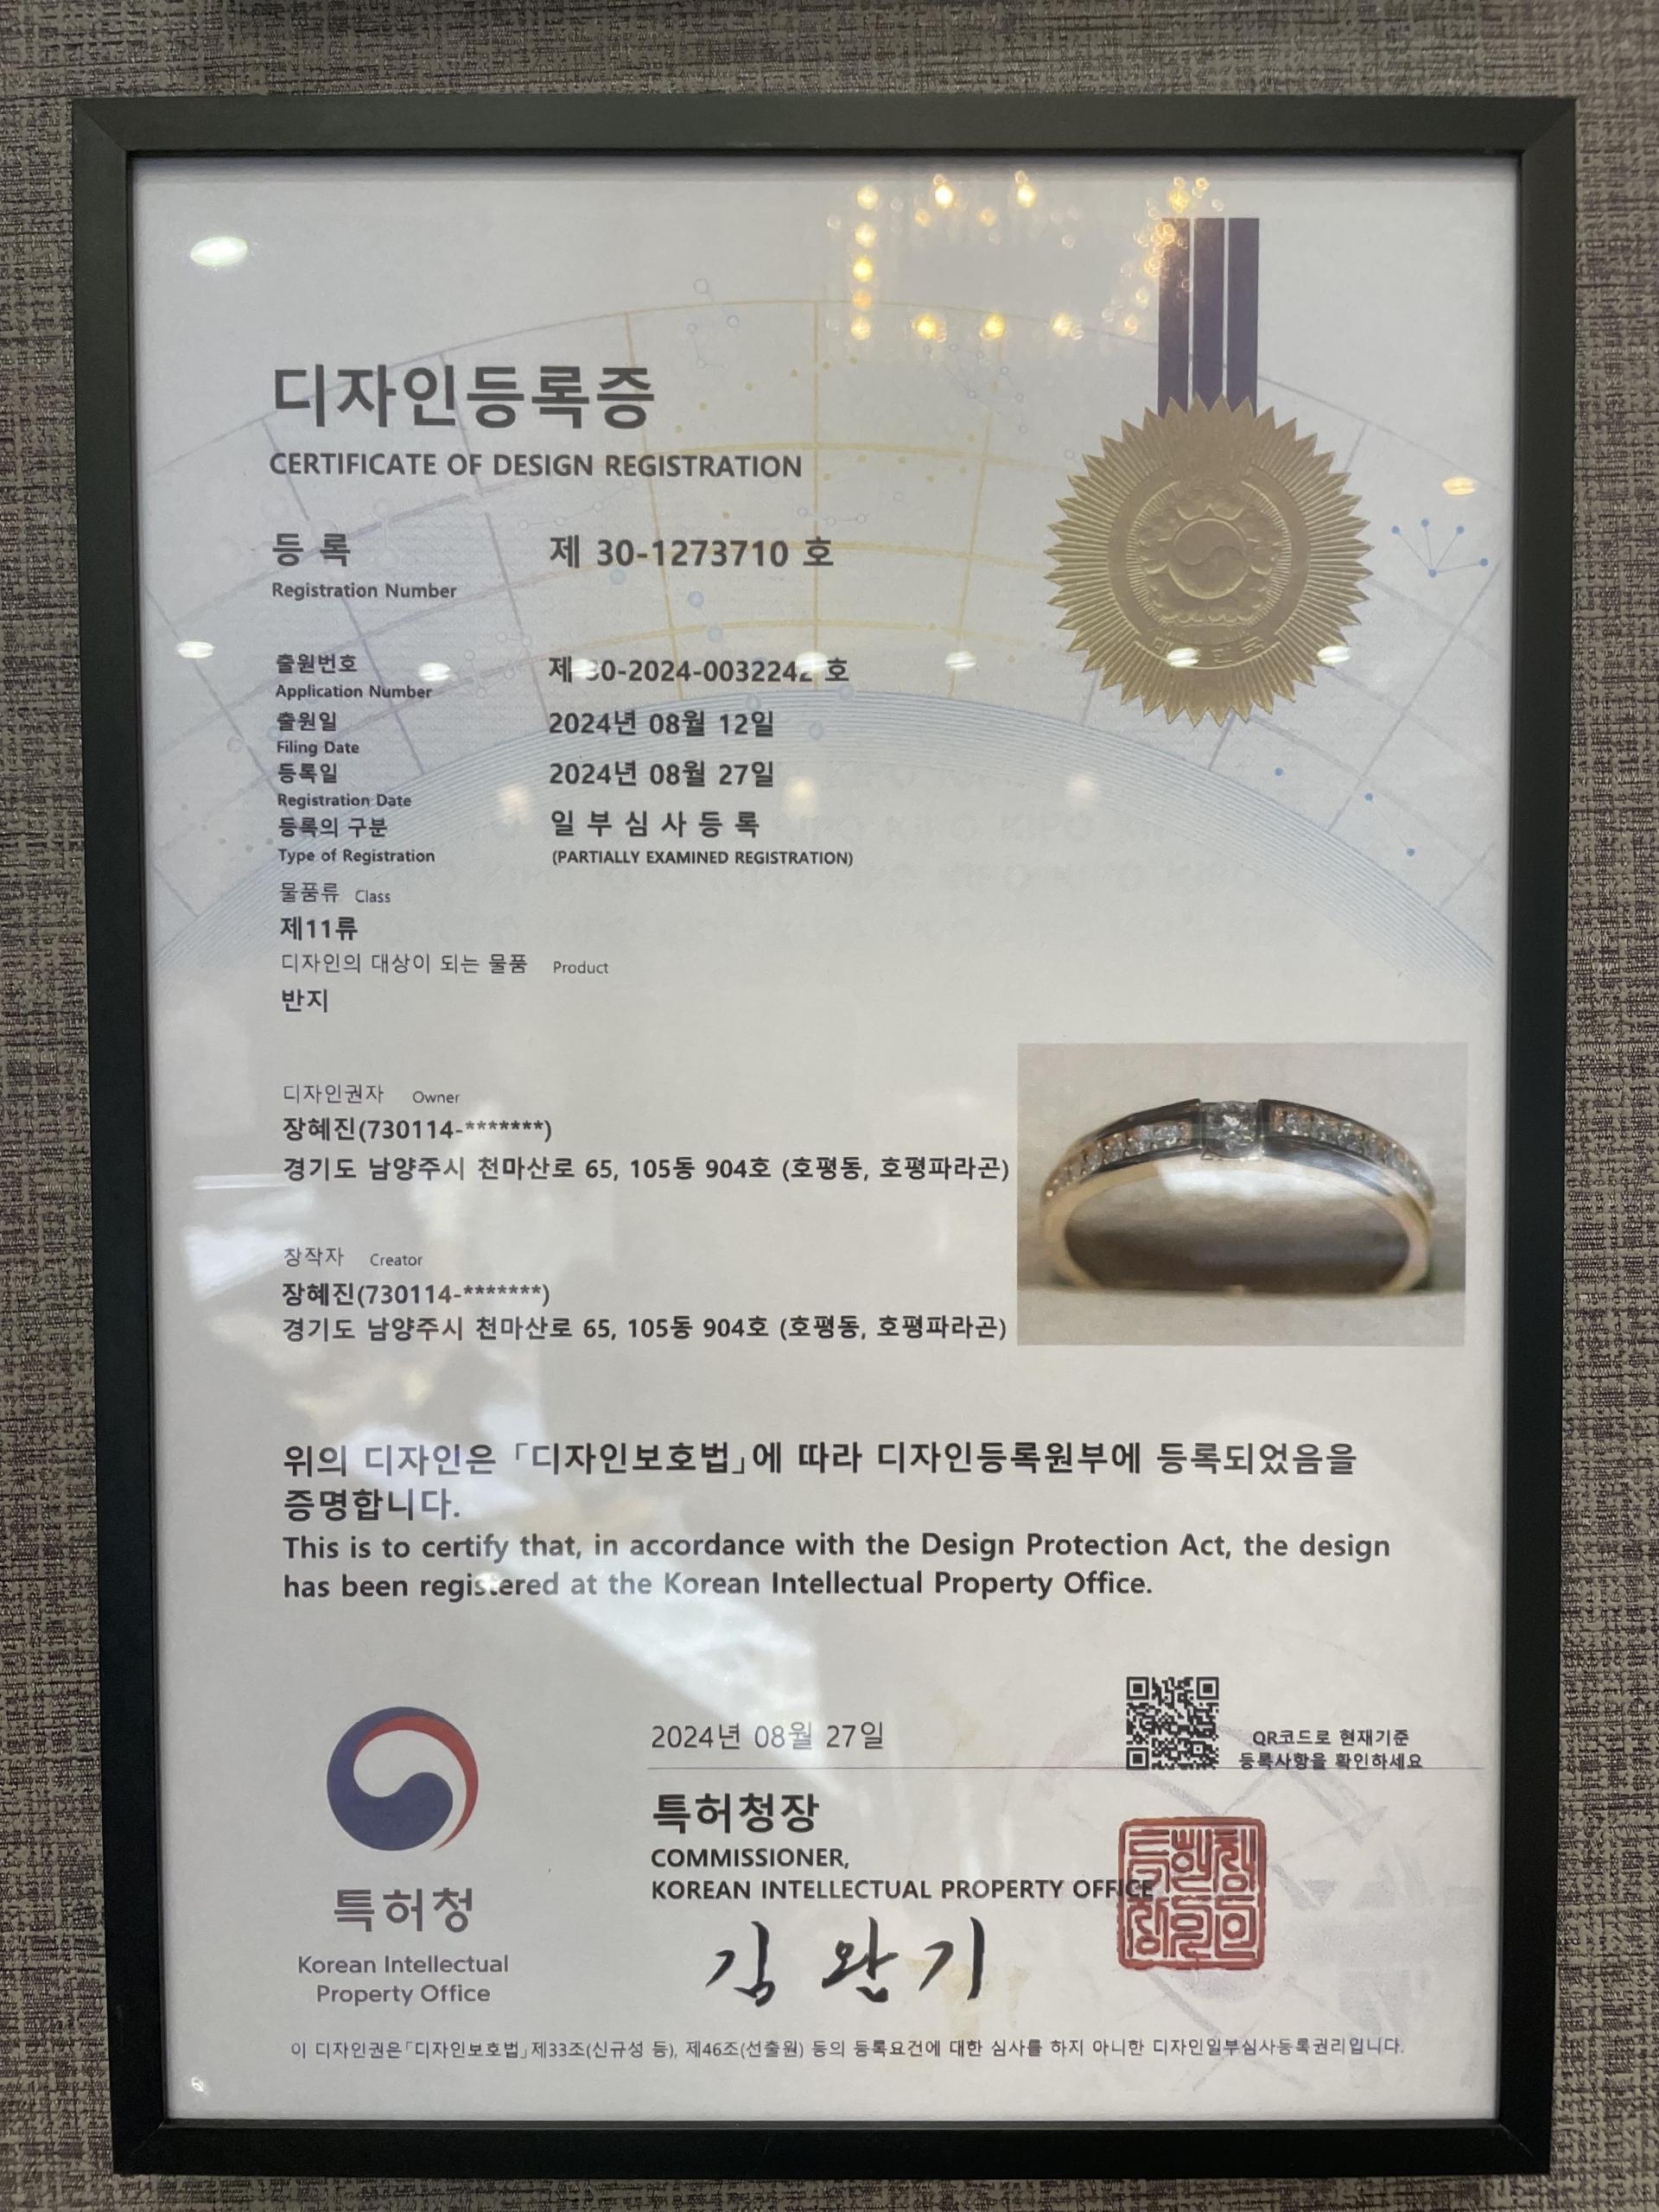 디자인등록증
CERTIFICATE OF DESIGN REGISTRATION
등 록 제 30-1273710 호
Registration Number
출원번호 제 30-2024-0032242 호
Application Number
출원일 2024년 08월 12일
Filing Date
등록일 2024년 08월 27일
Registration Date
등록의 구분 일 부 심 사 등 록
Type of Registration (PARTIALLY EXAMINED REGISTRATION)
물품류 Class
제11류
디자인의 대상이 되는 물품 Product
반지
디자인권자 Owner
장혜진(730114-*******)
경기도 남양주시 천마산로 65, 105동 904호 (호평동, 호평파라곤)
창작자 Creator
장혜진(730114-*******)
경기도 남양주시 천마산로 65, 105동 904호 (호평동, 호평파라곤)
위의 디자인은 「디자인보호법」에 따라 디자인등록원부에 등록되었음을
증명합니다.
This is to certify that, in accordance with the Design Protection Act, the design
has been registered at the Korean Intellectual Property Office.
2024년 08월 27일
QR코드로 현재기준
등록사항을 확인하세요
특허청장
COMMISSIONER,
KOREAN INTELLECTUAL PROPERTY OFFICE
김 완 기
특허청
Korean Intellectual
Property Office
이 디자인권은 「디자인보호법」 제33조(신규성 등), 제46조(선출원) 등의 등록요건에 대한 심사를 하지 아니한 디자인일부심사등록권리입니다.